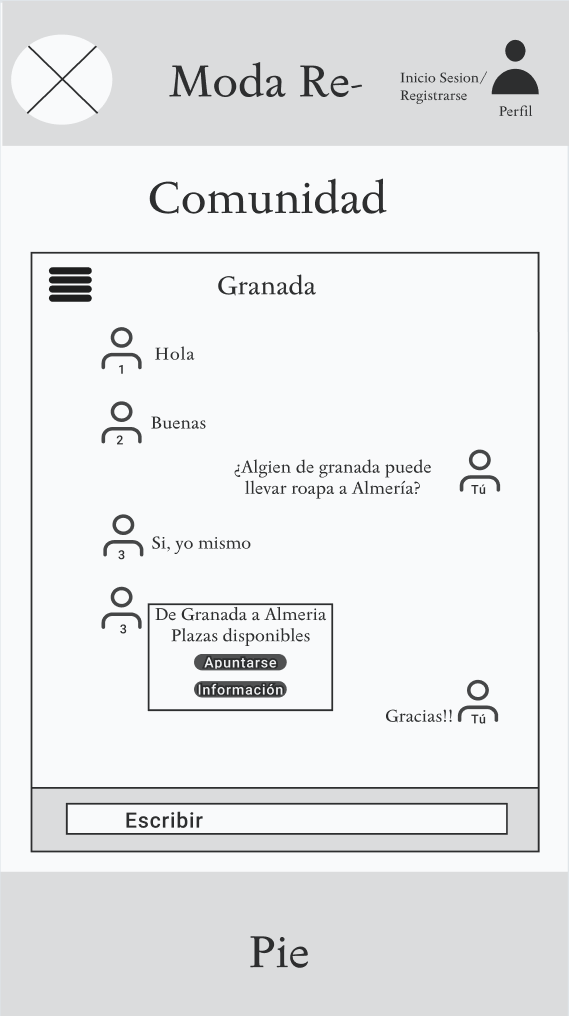 Moda Re-
Inicio Sesion/
Registrarse
Perfil
Comunidad
Granada
1
Hola
2
Buenas
¿Algien de granada puede
llevar roapa a Almería?
Tú
3
Si, yo mismo
3
De Granada a Almeria
Plazas disponibles
Apuntarse
Información
Gracias!!
Tú
Escribir
Pie